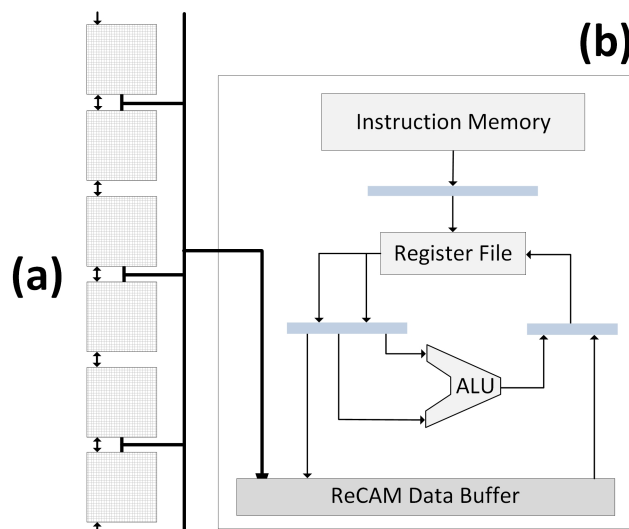 (b)
Instruction Memory
Register File
(a)
ALU
ReCAM Data Buffer